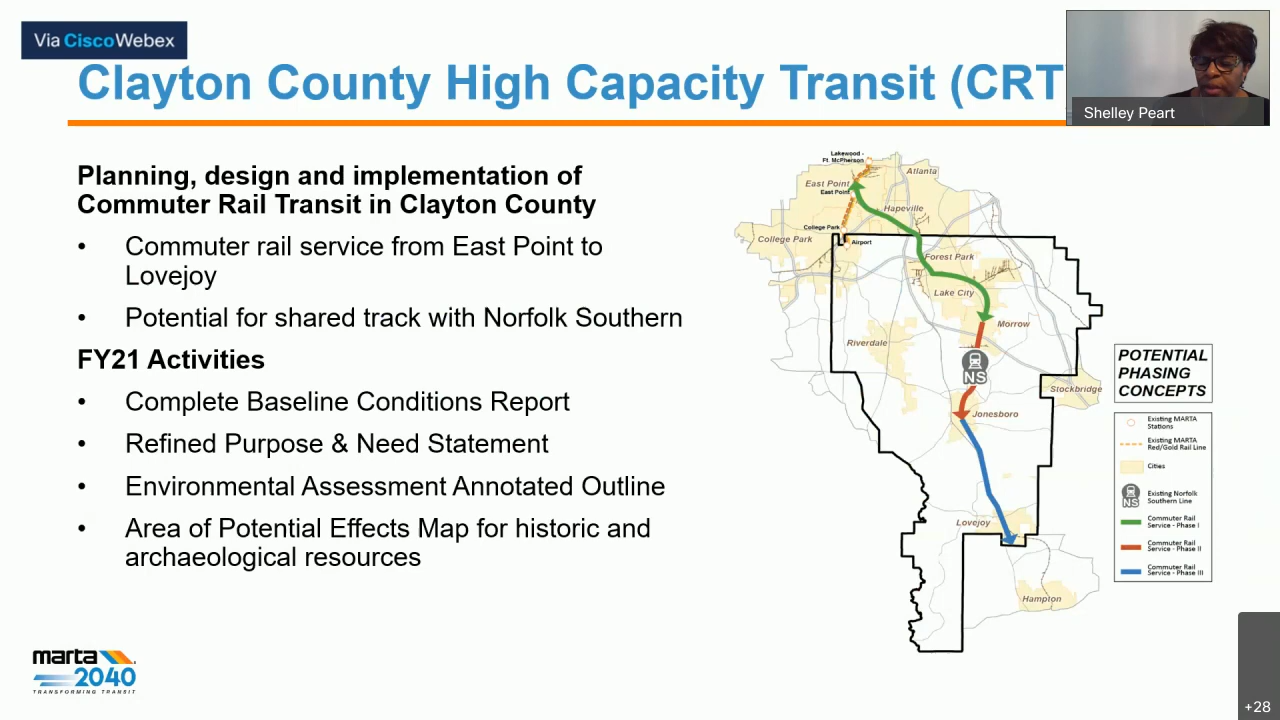 Via CiscoWebex
Clayton County High Capacity Transit (CRT
Shelley Peart
Planning, design and implementation of
Commuter Rail Transit in Clayton County
• Commuter rail service from East Point to
Lovejoy
• Potential for shared track with Norfolk Southern
FY21 Activities
• Complete Baseline Conditions Report
• Refined Purpose & Need Statement
• Environmental Assessment Annotated Outline
• Area of Potential Effects Map for historic and
archaeological resources
Lakewood -
Ft. McPherson
Atlanta
East Point
East Point
Hapeville
College Park
College Park
Airport
Forest Park
Lake City
Morrow
Riverdale
NS
Stockbridge
Jonesboro
Lovejoy
Hampton
POTENTIAL
PHASING
CONCEPTS
Existing MARTA
Stations
Existing MARTA
Red/Gold Rail Line
Cities
NS
Existing Norfolk
Southern Line
Commuter Rail
Service - Phase I
Commuter Rail
Service - Phase II
Commuter Rail
Service - Phase III
marta
2040
TRANSFORMING TRANSIT
+28